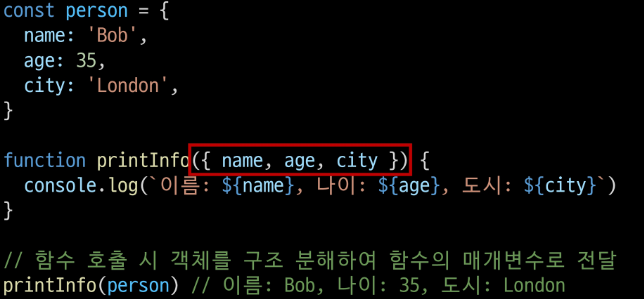 const person = {
  name: 'Bob',
  age: 35,
  city: 'London',
}
function printInfo({ name, age, city }) {
  console.log(`이름: ${name}, 나이: ${age}, 도시: ${city}`)
}
// 함수 호출 시 객체를 구조 분해하여 함수의 매개변수로 전달
printInfo(person) // 이름: Bob, 나이: 35, 도시: London